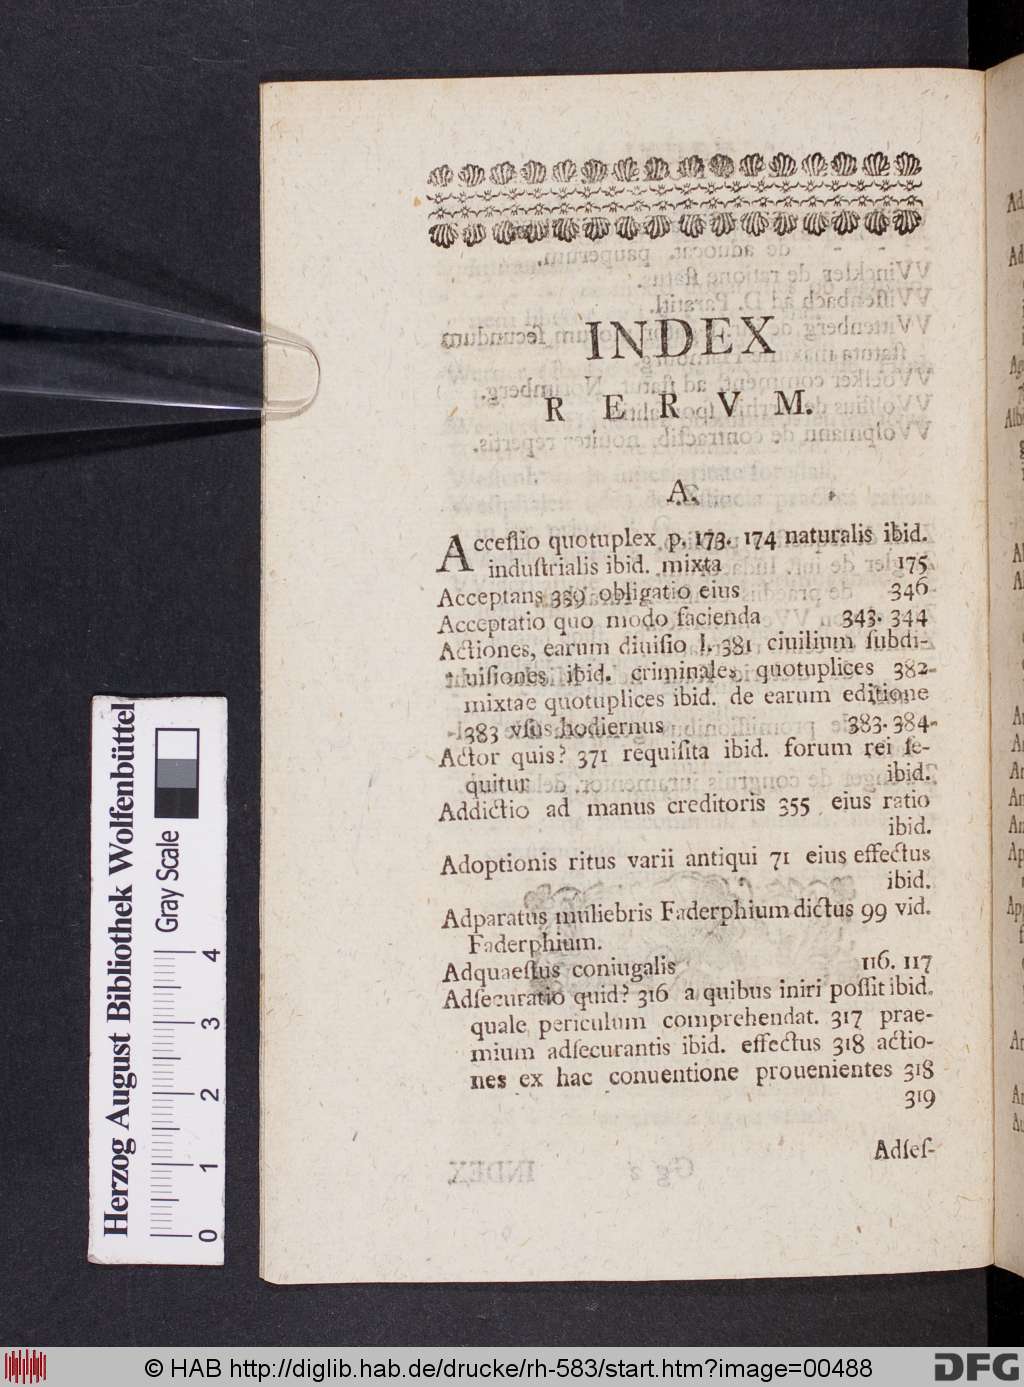 INDEX
RERVM.
A.
Accessio quotuplex p. 173. 174 naturalis ibid.
industrialis ibid. mixta 175
Acceptans 339 obligatio eius 346
Acceptatio quo modo facienda 343. 344
Actiones, earum diuisio l. 381 ciuilium subdi-
uisiones ibid. criminales quotuplices 382
mixtae quotuplices ibid. de earum editione
383 vsus hodiernus 383. 384
Actor quis? 371 requisita ibid. forum rei se-
quitur ibid.
Addictio ad manus creditoris 355 eius ratio
ibid.
Adoptionis ritus varii antiqui 71 eius effectus
ibid.
Adparatus muliebris Faderphium dictus 99 vid.
Faderphium.
Adquaestus coniugalis 116. 117
Adsecuratio quid? 316 a quibus iniri possit ibid.
quale periculum comprehendat. 317 prae-
mium adsecurantis ibid. effectus 318 actio-
nes ex hac conuentione prouenientes 318
319
Adses-
Herzog August Bibliothek Wolfenbüttel
Gray Scale
0 1 2 3 4
© HAB http://diglib.hab.de/drucke/rh-583/start.htm?image=00488
DFG